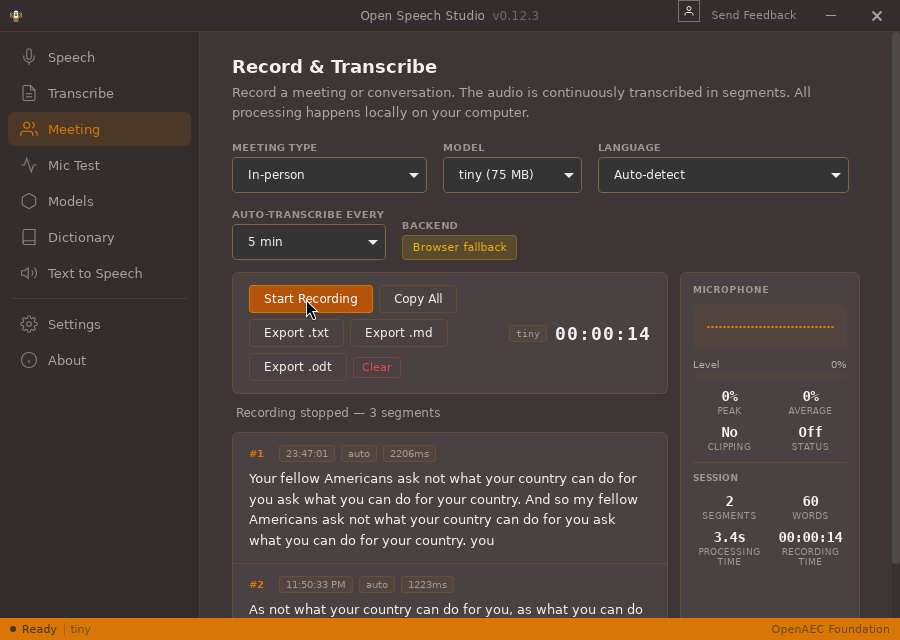 Open Speech Studio v0.12.3
Send Feedback
Speech
Transcribe
Meeting
Mic Test
Models
Dictionary
Text to Speech
Settings
About
Record & Transcribe
Record a meeting or conversation. The audio is continuously transcribed in segments. All
processing happens locally on your computer.
MEETING TYPE
In-person
MODEL
tiny (75 MB)
LANGUAGE
Auto-detect
AUTO-TRANSCRIBE EVERY
5 min
BACKEND
Browser fallback
Start Recording
Copy All
Export .txt
Export .md
Export .odt
Clear
tiny
00:00:14
Recording stopped — 3 segments
#1 23:47:01 auto 2206ms
Your fellow Americans ask not what your country can do for
you ask what you can do for your country. And so my fellow
Americans ask not what your country can do for you ask
what you can do for your country. you
#2 11:50:33 PM auto 1223ms
As not what your country can do for you, as what you can do
MICROPHONE
Level 0%
0% 0%
PEAK AVERAGE
No Off
CLIPPING STATUS
SESSION
2 60
SEGMENTS WORDS
3.4s 00:00:14
PROCESSING TIME
RECORDING TIME
Ready tiny
OpenAEC Foundation